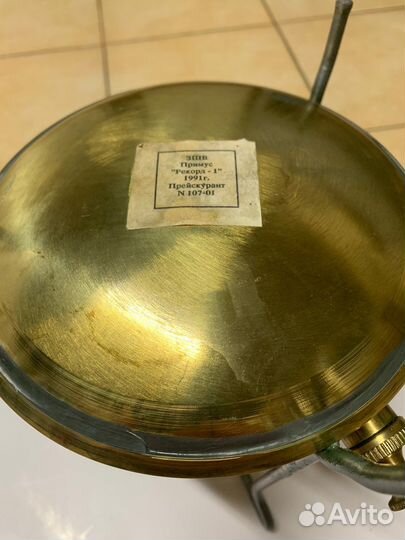 ЗШВ
Примус
"Рекорд - 1"
1991г.
Прейскурант
N 107-01
Avito